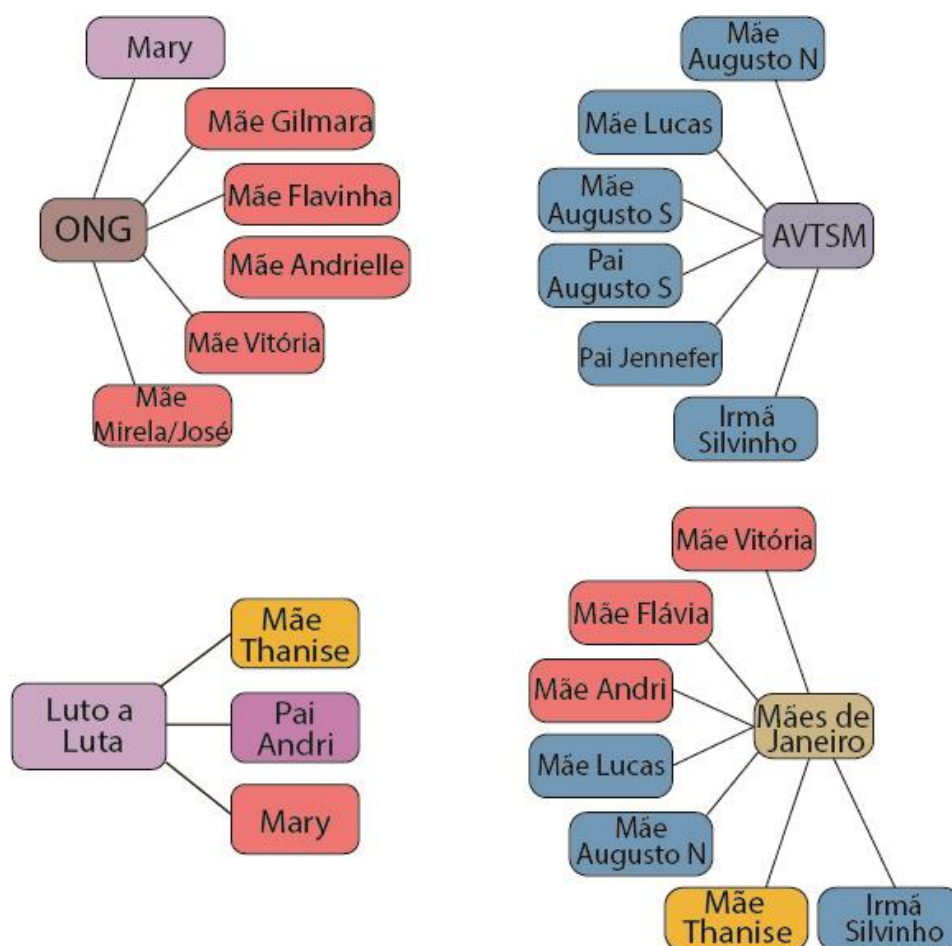 Mary
Mãe Gilmara
Mãe Flavinha
ONG
Mãe Andrielle
Mãe Vitória
Mãe
Mirela/José
Mãe
Augusto N
Mãe Lucas
Mãe
Augusto S
AVTSM
Pai
Augusto S
Pai Jennefer
Irmã
Silvinho
Mãe
Thanise
Luto a
Luta
Pai
Andri
Mary
Mãe Vitória
Mãe Flávia
Mãe Andri
Mães de
Janeiro
Mãe Lucas
Mãe
Augusto N
Mãe
Thanise
Irmã
Silvinho